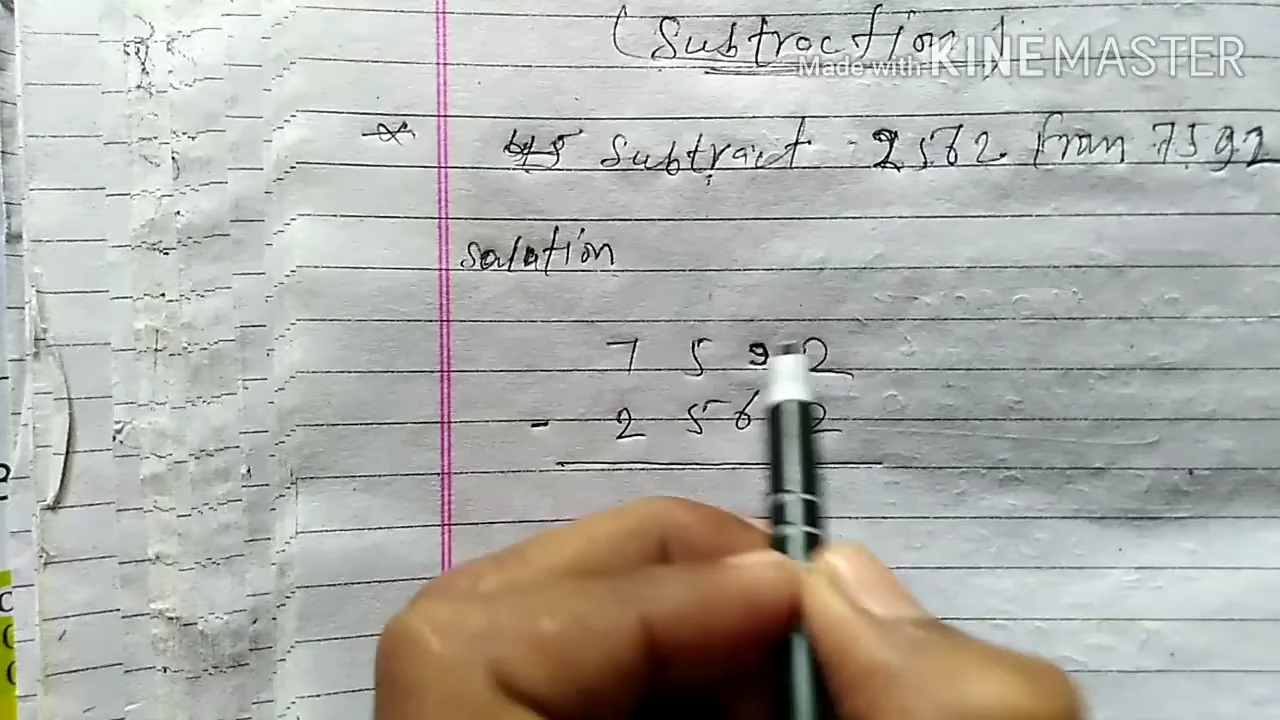 (Subtraction)
Made with KINEMASTER
Subtract 2562 from 7592
Solution
7 5 9 2
- 2 5 6 2